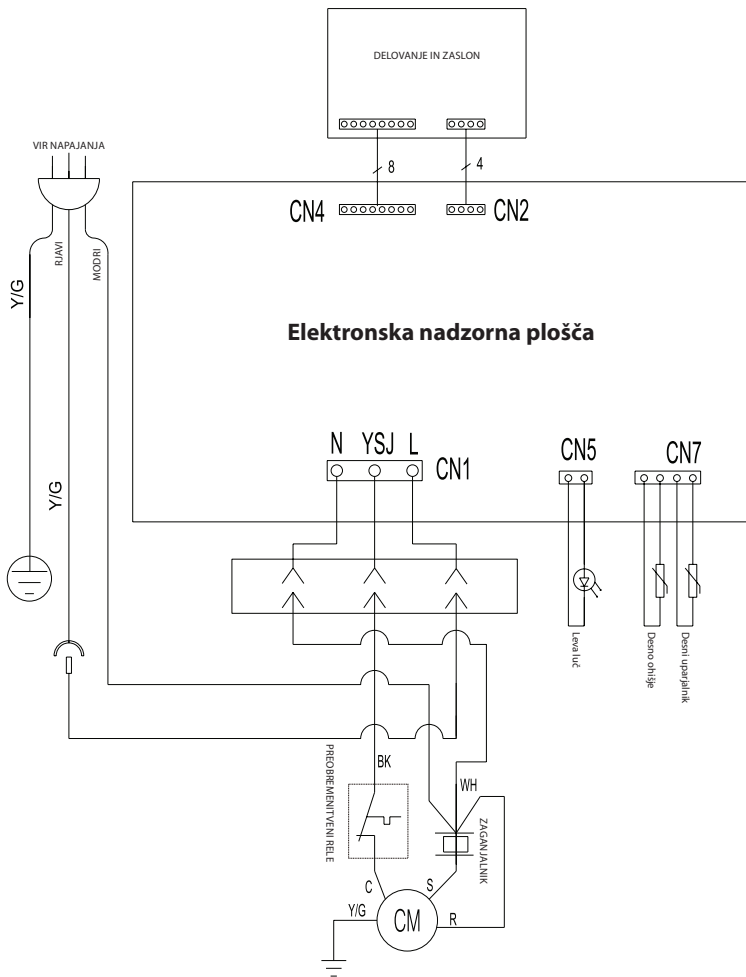 DELOVANJE IN ZASLON
VIR NAPAJANJA
8
4
CN4
CN2
RJAVI
MODRI
Y/G
Elektronska nadzorna plošča
N YSJ L
CN1
CN5
CN7
Y/G
Leva luč
Desno ohišje
Desni uparjalnik
BK
PREOBREMENITVENI RELE
WH
ZAGANJALNIK
C
S
Y/G
CM
R